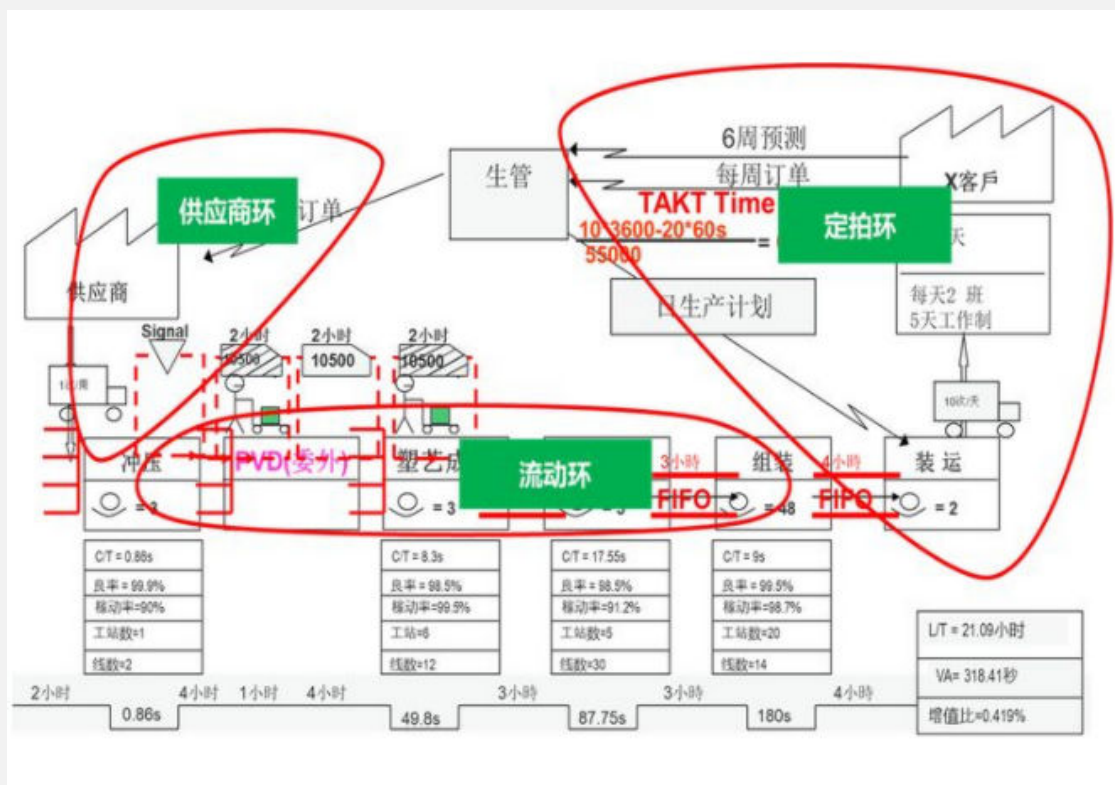 6周预测
生管
每周订单
X客戶
供应商环
订单
TAKT Time
定拍环
10*3600-20*60s
=
55000
天
供应商
日生产计划
每天2 班
5天工作制
Signal
2小时
2小时
2小时
10500
10500
10500
1次/周
10次/天
冲压
PVD(委外)
塑艺成
流动环
3小時
组装
4小時
装运
= 3
= 3
FIFO
= 48
FIFO
= 2
C/T = 0.86s
良率 = 99.9%
稼动率=90%
工站数=1
线数=2
C/T = 8.3s
良率 = 98.5%
稼动率=99.5%
工站=6
线数=12
C/T = 17.55s
良率 = 98.5%
稼动率=91.2%
工站数=5
线数=30
C/T = 9s
良率 = 99.5%
稼动率=98.7%
工站数=20
线数=14
L/T = 21.09小时
VA= 318.41秒
增值比=0.419%
2小时
4小时
1小时
4小时
3小時
3小時
4小時
0.86s
49.8s
87.75s
180s